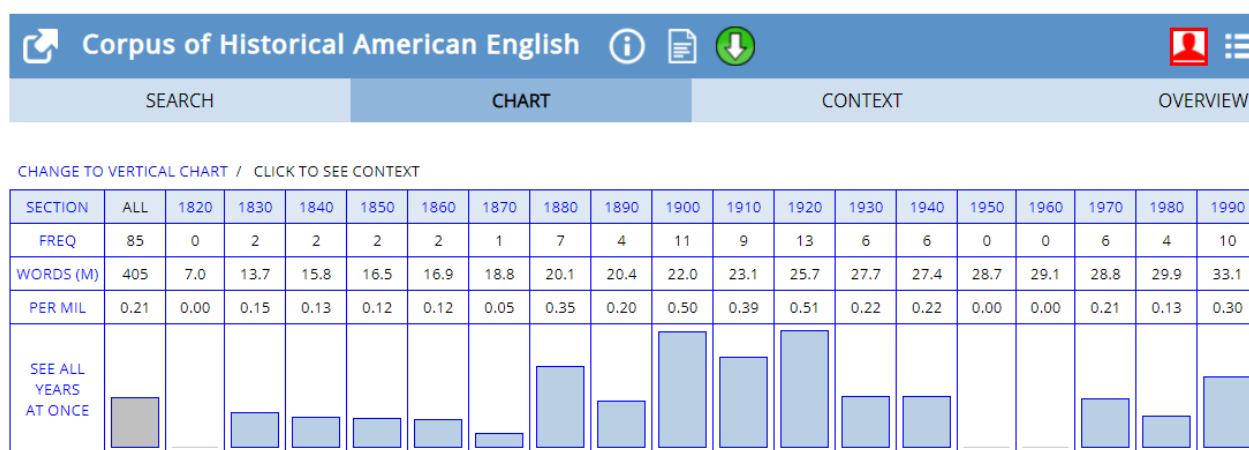 Corpus of Historical American English
SEARCH CHART CONTEXT OVERVIEW
CHANGE TO VERTICAL CHART / CLICK TO SEE CONTEXT
SECTION ALL 1820 1830 1840 1850 1860 1870 1880 1890 1900 1910 1920 1930 1940 1950 1960 1970 1980 1990
FREQ 85 0 2 2 2 2 1 7 4 11 9 13 6 6 0 0 6 4 10
WORDS (M) 405 7.0 13.7 15.8 16.5 16.9 18.8 20.1 20.4 22.0 23.1 25.7 27.7 27.4 28.7 29.1 28.8 29.9 33.1
PER MIL 0.21 0.00 0.15 0.13 0.12 0.12 0.05 0.35 0.20 0.50 0.39 0.51 0.22 0.22 0.00 0.00 0.21 0.13 0.30
SEE ALL
YEARS
AT ONCE